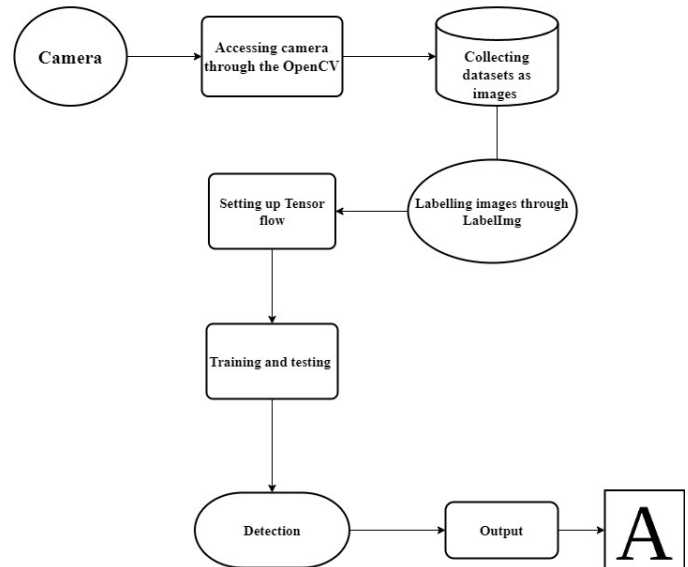 Camera
Accessing camera
through the OpenCV
Collecting
datasets as
images
Labelling images through
LabelImg
Setting up Tensor
flow
Training and testing
Detection
Output
A